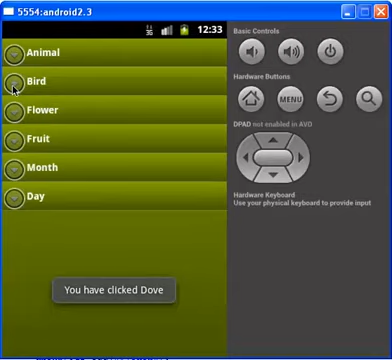 5554:android2.3
3G
12:33
Animal
Bird
Flower
Fruit
Month
Day
You have clicked Dove
Basic Controls
Hardware Buttons
MENU
DPAD not enabled in AVD
Hardware Keyboard
Use your physical keyboard to provide input